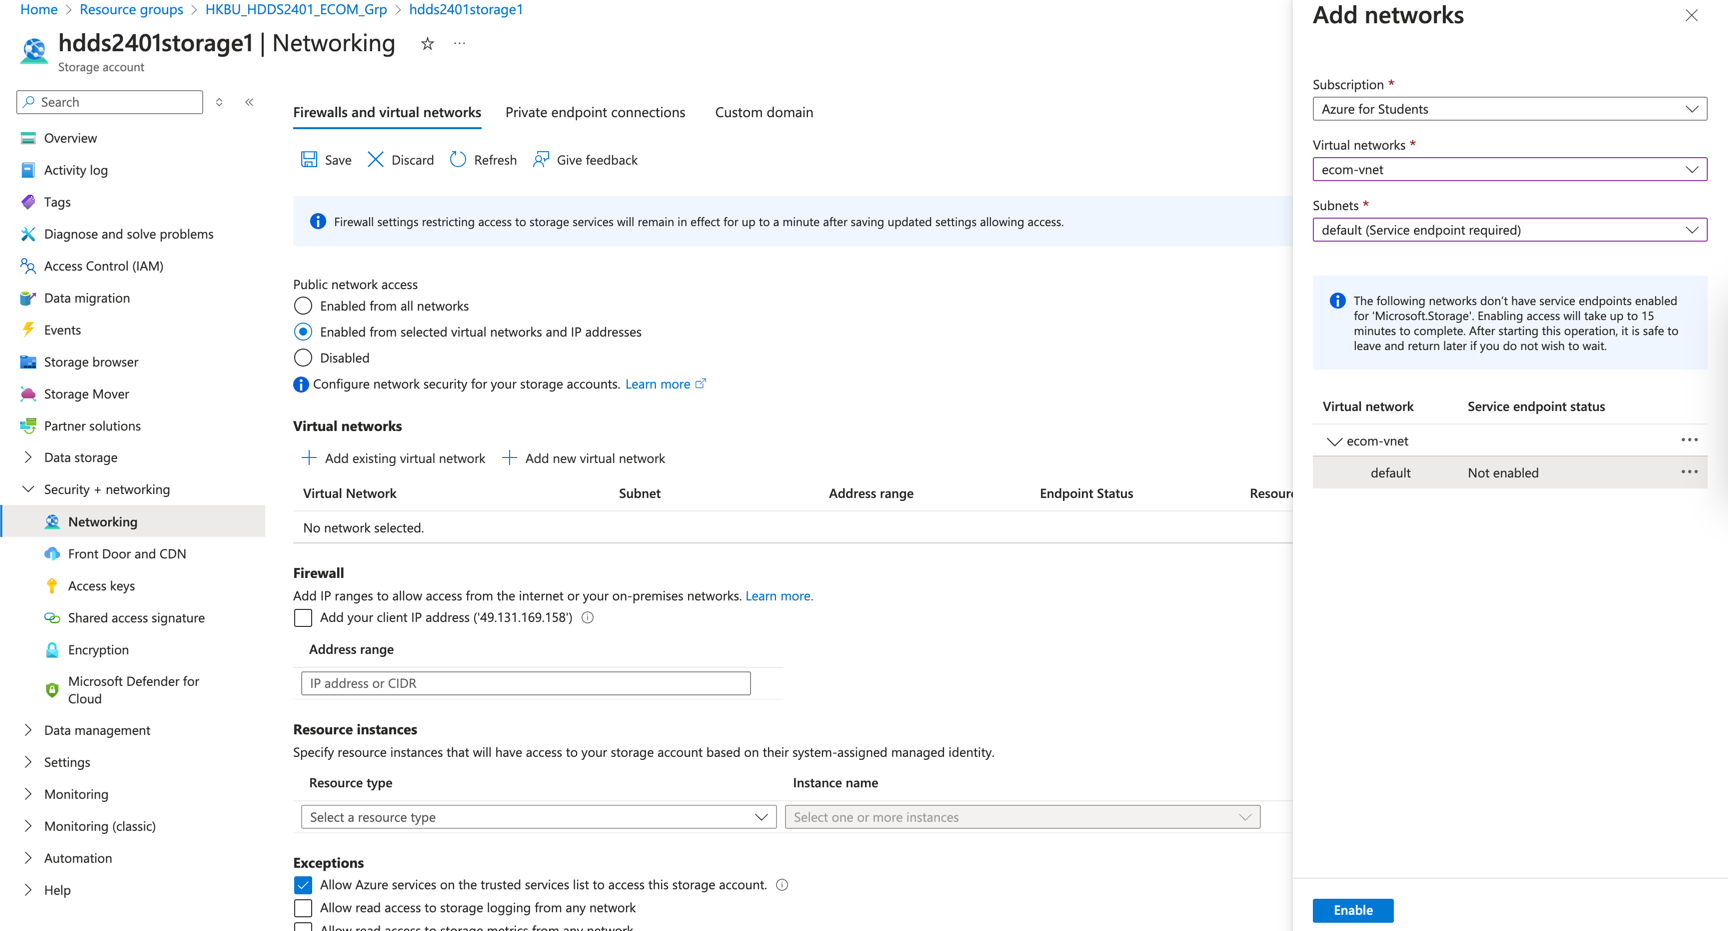 Home > Resource groups > HKBU_HDDS2401_ECOM_Grp > hdds2401storage1
hdds2401storage1 | Networking
Storage account
Search
Overview
Activity log
Tags
Diagnose and solve problems
Access Control (IAM)
Data migration
Events
Storage browser
Storage Mover
Partner solutions
Data storage
Security + networking
Networking
Front Door and CDN
Access keys
Shared access signature
Encryption
Microsoft Defender for
Cloud
Data management
Settings
Monitoring
Monitoring (classic)
Automation
Help
Firewalls and virtual networks Private endpoint connections Custom domain
Save Discard Refresh Give feedback
Firewall settings restricting access to storage services will remain in effect for up to a minute after saving updated settings allowing access.
Public network access
Enabled from all networks
Enabled from selected virtual networks and IP addresses
Disabled
Configure network security for your storage accounts. Learn more
Virtual networks
Add existing virtual network Add new virtual network
Virtual Network Subnet Address range Endpoint Status Resour
No network selected.
Firewall
Add IP ranges to allow access from the internet or your on-premises networks. Learn more.
Add your client IP address ('49.131.169.158')
Address range
IP address or CIDR
Resource instances
Specify resource instances that will have access to your storage account based on their system-assigned managed identity.
Resource type Instance name
Select a resource type Select one or more instances
Exceptions
Allow Azure services on the trusted services list to access this storage account.
Allow read access to storage logging from any network
Allow read access to storage metrics from any network
Add networks
Subscription *
Azure for Students
Virtual networks *
ecom-vnet
Subnets *
default (Service endpoint required)
The following networks don't have service endpoints enabled
for 'Microsoft.Storage'. Enabling access will take up to 15
minutes to complete. After starting this operation, it is safe to
leave and return later if you do not wish to wait.
Virtual network Service endpoint status
ecom-vnet
default Not enabled
Enable